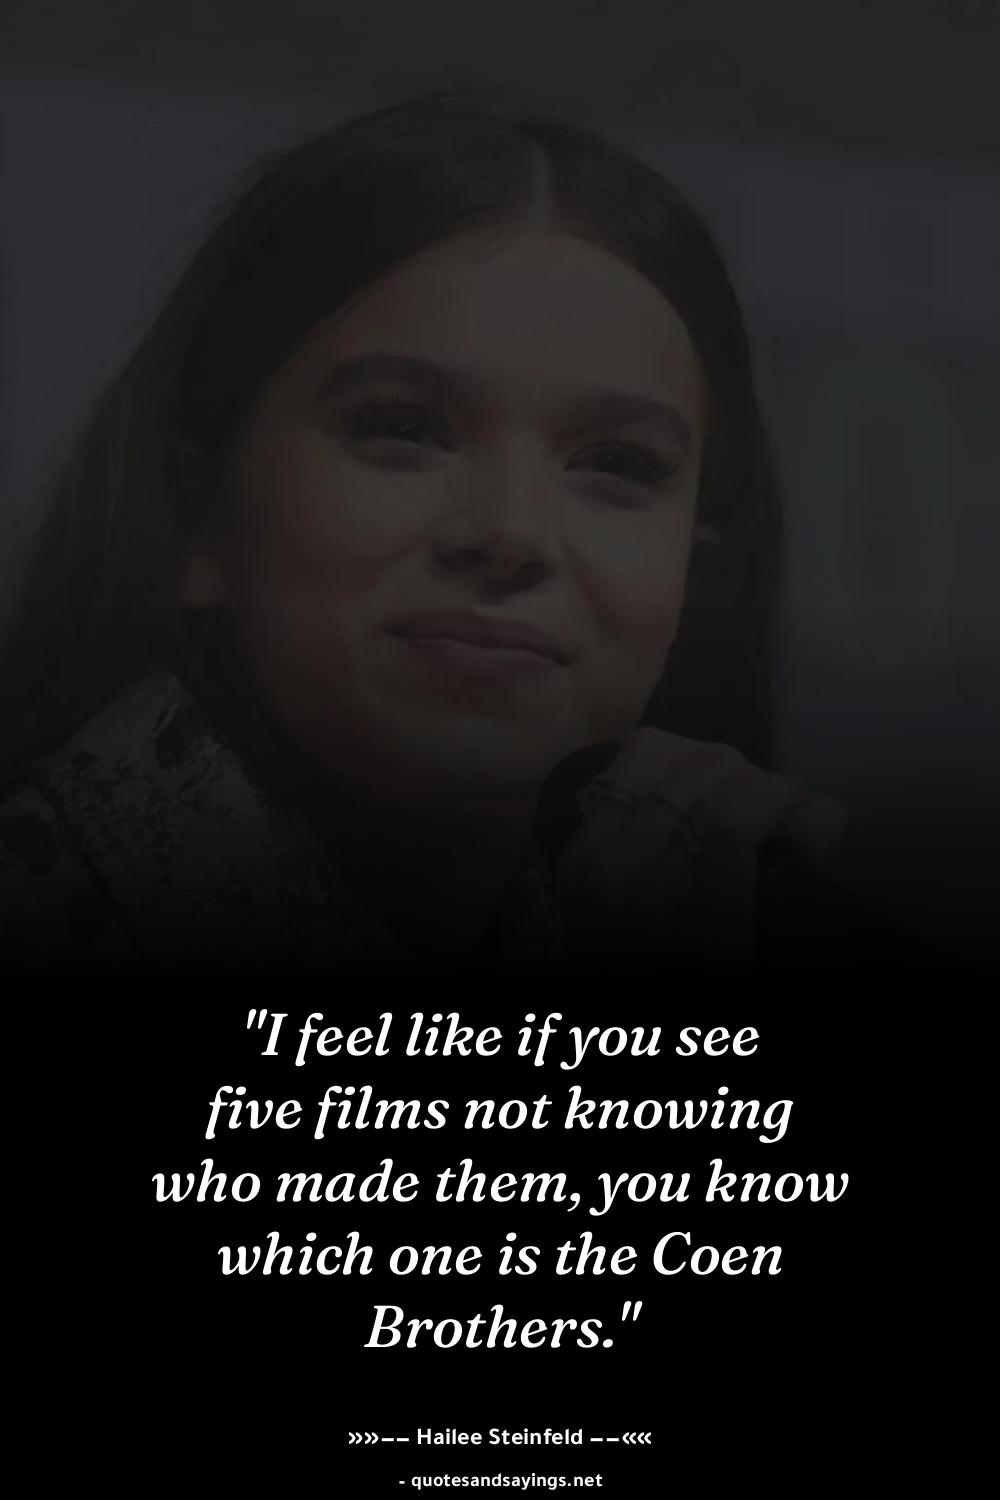 "I feel like if you see
five films not knowing
who made them, you know
which one is the Coen
Brothers."
»»–– Hailee Steinfeld ––««
- quotesandsayings.net